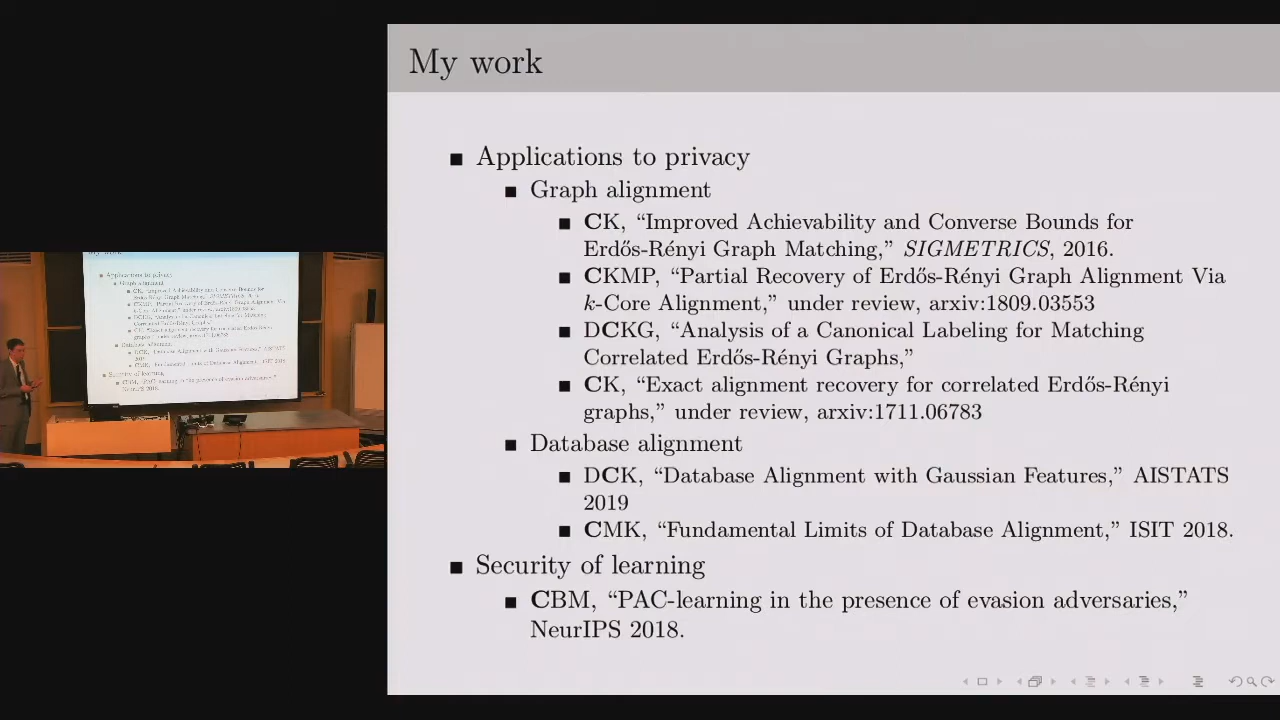 My work
■ Applications to privacy
■ Graph alignment
■ CK, “Improved Achievability and Converse Bounds for
Erdős-Rényi Graph Matching,” SIGMETRICS, 2016.
■ CKMP, “Partial Recovery of Erdős-Rényi Graph Alignment Via
k-Core Alignment,” under review, arxiv:1809.03553
■ DCKG, “Analysis of a Canonical Labeling for Matching
Correlated Erdős-Rényi Graphs,”
■ CK, “Exact alignment recovery for correlated Erdős-Rényi
graphs,” under review, arxiv:1711.06783
■ Database alignment
■ DCK, “Database Alignment with Gaussian Features,” AISTATS
2019
■ CMK, “Fundamental Limits of Database Alignment,” ISIT 2018.
■ Security of learning
■ CBM, “PAC-learning in the presence of evasion adversaries,”
NeurIPS 2018.